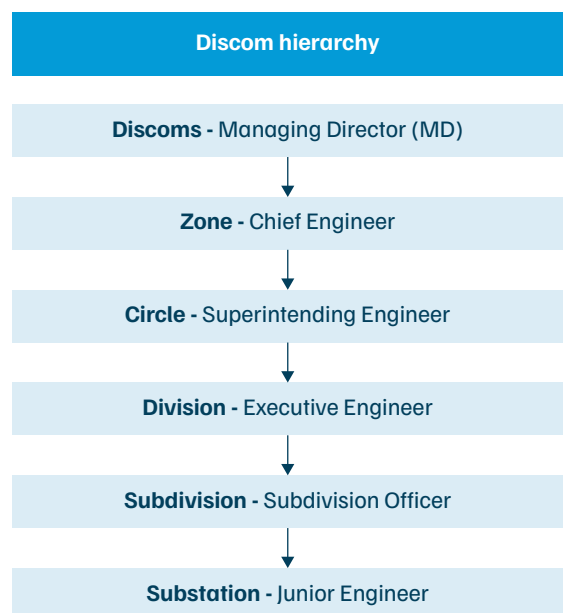 Discom hierarchy
Discoms - Managing Director (MD)
Zone - Chief Engineer
Circle - Superintending Engineer
Division - Executive Engineer
Subdivision - Subdivision Officer
Substation - Junior Engineer